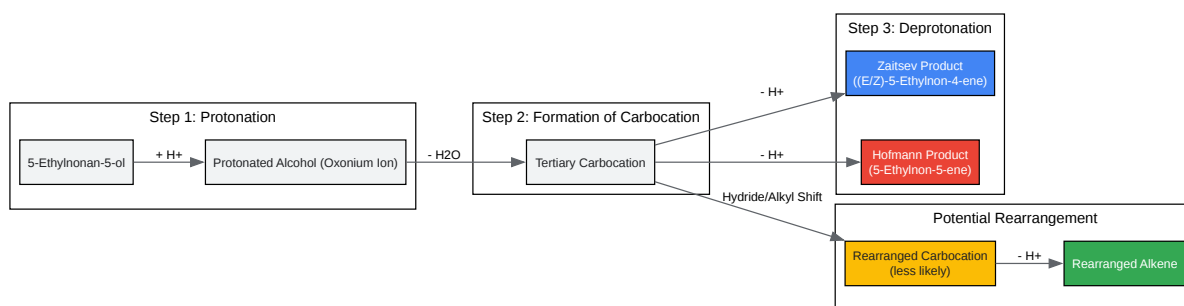 Step 1: Protonation
5-Ethylnonan-5-ol
+ H+
Protonated Alcohol (Oxonium Ion)
- H2O
Step 2: Formation of Carbocation
Tertiary Carbocation
- H+
- H+
Hydride/Alkyl Shift
Step 3: Deprotonation
Zaitsev Product
((E/Z)-5-Ethylnon-4-ene)
Hofmann Product
(5-Ethylnon-5-ene)
Potential Rearrangement
Rearranged Carbocation
(less likely)
- H+
Rearranged Alkene